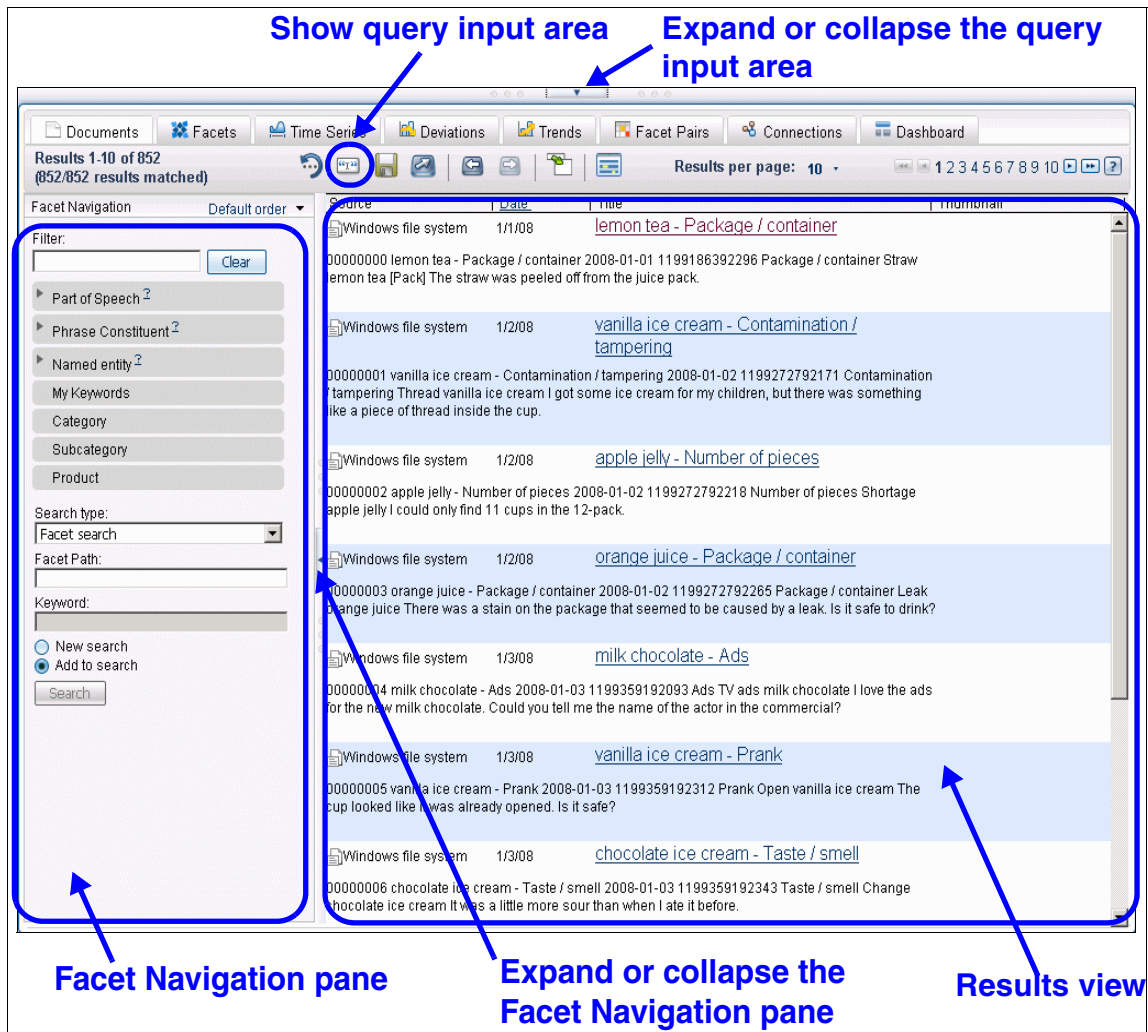 Show query input area
Expand or collapse the query
input area
Documents Facets Time Series Deviations Trends Facet Pairs Connections Dashboard
Results 1-10 of 852
(852/852 results matched)
Results per page: 10
1 2 3 4 5 6 7 8 9 10 ?
Facet Navigation Default order
Filter:
Clear
Part of Speech ?
Phrase Constituent ?
Named entity ?
My Keywords
Category
Subcategory
Product
Search type:
Facet search
Facet Path:
Keyword:
New search
Add to search
Search
Source Date Title Thumbnail
Windows file system 1/1/08 lemon tea - Package / container
00000000 lemon tea - Package / container 2008-01-01 1199186392296 Package / container Straw
lemon tea [Pack] The straw was peeled off from the juice pack.
Windows file system 1/2/08 vanilla ice cream - Contamination /
tampering
00000001 vanilla ice cream - Contamination / tampering 2008-01-02 1199272792171 Contamination
/ tampering Thread vanilla ice cream I got some ice cream for my children, but there was something
like a piece of thread inside the cup.
Windows file system 1/2/08 apple jelly - Number of pieces
00000002 apple jelly - Number of pieces 2008-01-02 1199272792218 Number of pieces Shortage
apple jelly I could only find 11 cups in the 12-pack.
Windows file system 1/2/08 orange juice - Package / container
00000003 orange juice - Package / container 2008-01-02 1199272792265 Package / container Leak
orange juice There was a stain on the package that seemed to be caused by a leak. Is it safe to drink?
Windows file system 1/3/08 milk chocolate - Ads
00000004 milk chocolate - Ads 2008-01-03 1199359192093 Ads TV ads milk chocolate I love the ads
for the new milk chocolate. Could you tell me the name of the actor in the commercial?
Windows file system 1/3/08 vanilla ice cream - Prank
00000005 vanilla ice cream - Prank 2008-01-03 1199359192312 Prank Open vanilla ice cream The
cup looked like it was already opened. Is it safe?
Windows file system 1/3/08 chocolate ice cream - Taste / smell
00000006 chocolate ice cream - Taste / smell 2008-01-03 1199359192343 Taste / smell Change
chocolate ice cream It was a little more sour than when I ate it before.
Facet Navigation pane
Expand or collapse the
Facet Navigation pane
Results view